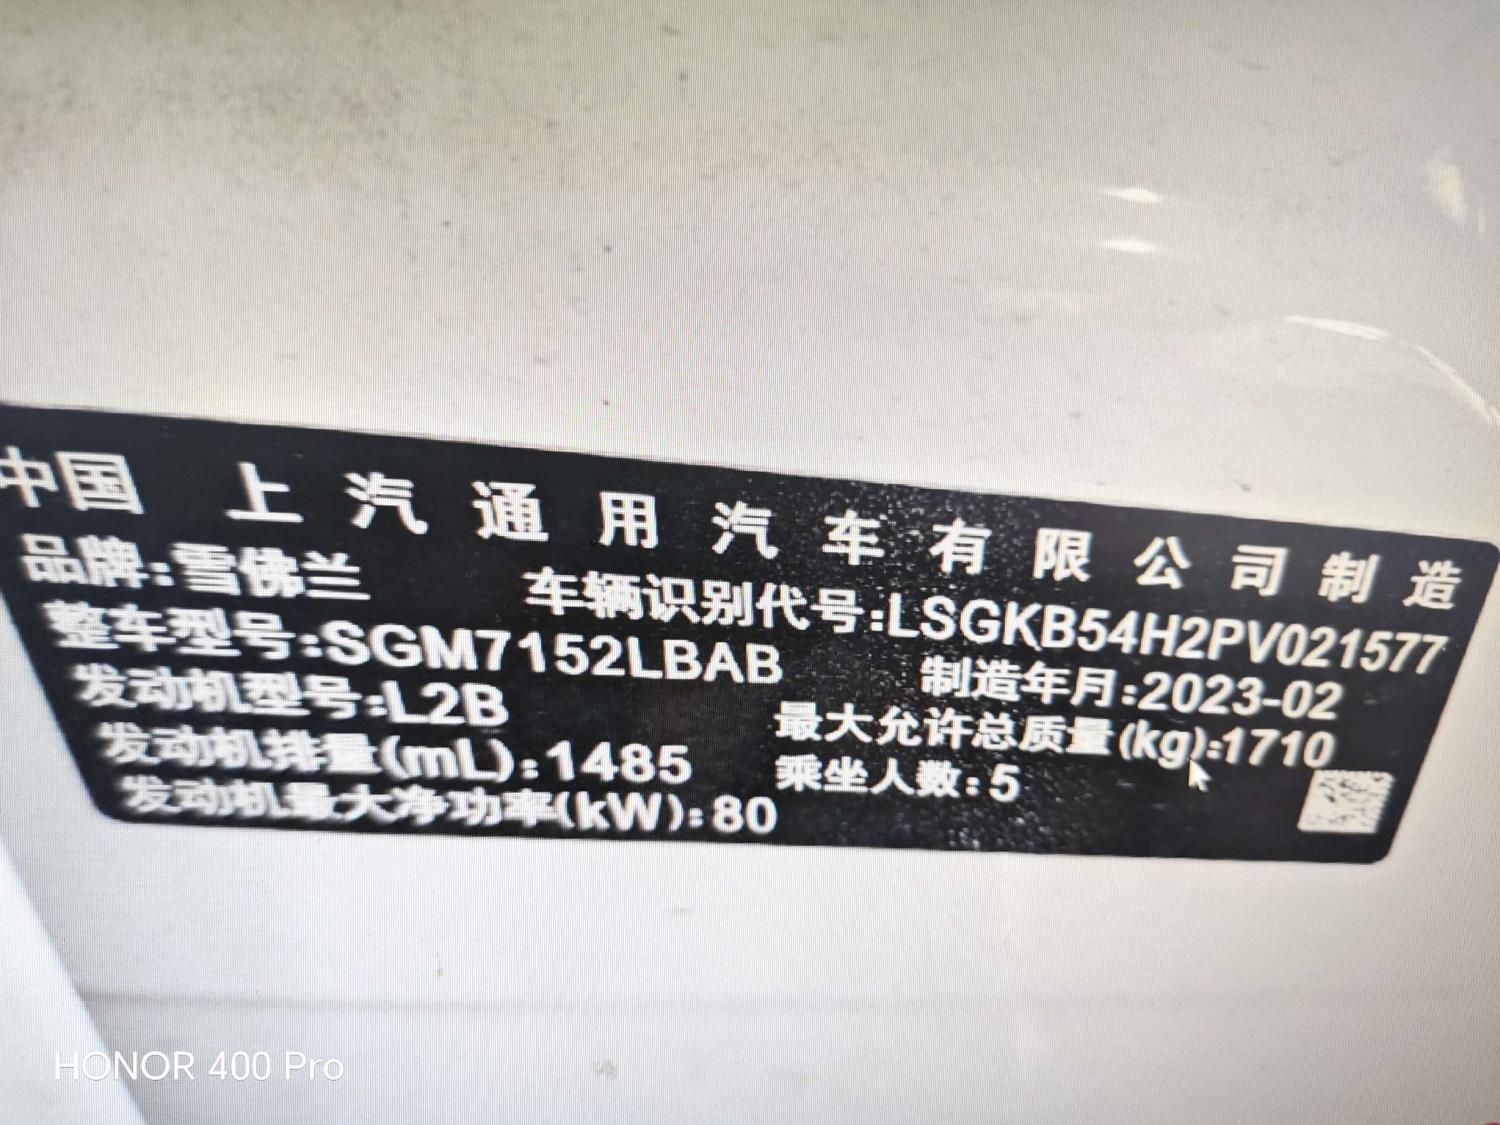 中国 上汽通用汽车有限公司制造
品牌:雪佛兰
车辆识别代号:LSGKB54H2PV021577
整车型号:SGM7152LBAB
制造年月:2023-02
发动机型号:L2B
最大允许总质量(kg):1710
发动机排量(mL):1485
乘坐人数:5
发动机最大净功率(kW):80
HONOR 400 Pro